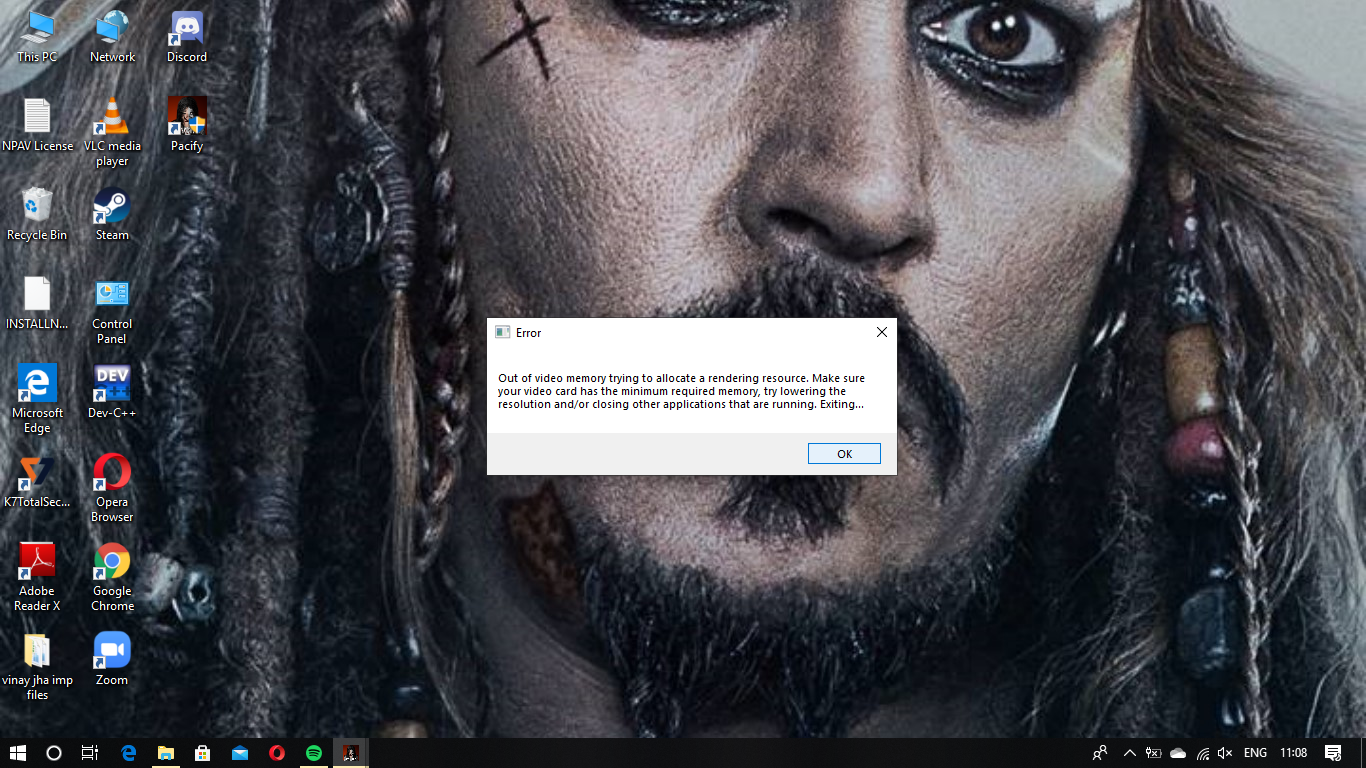 This PC
Network
Discord
NPAV License
VLC media
player
Pacify
Recycle Bin
Steam
INSTALLN...
Control
Panel
Microsoft
Edge
DEV
C++
Dev-C++
K7TotalSec...
Opera
Browser
Adobe
Reader X
Google
Chrome
vinay jha imp
files
Zoom
Error
Out of video memory trying to allocate a rendering resource. Make sure
your video card has the minimum required memory, try lowering the
resolution and/or closing other applications that are running. Exiting...
OK
ENG
11:08